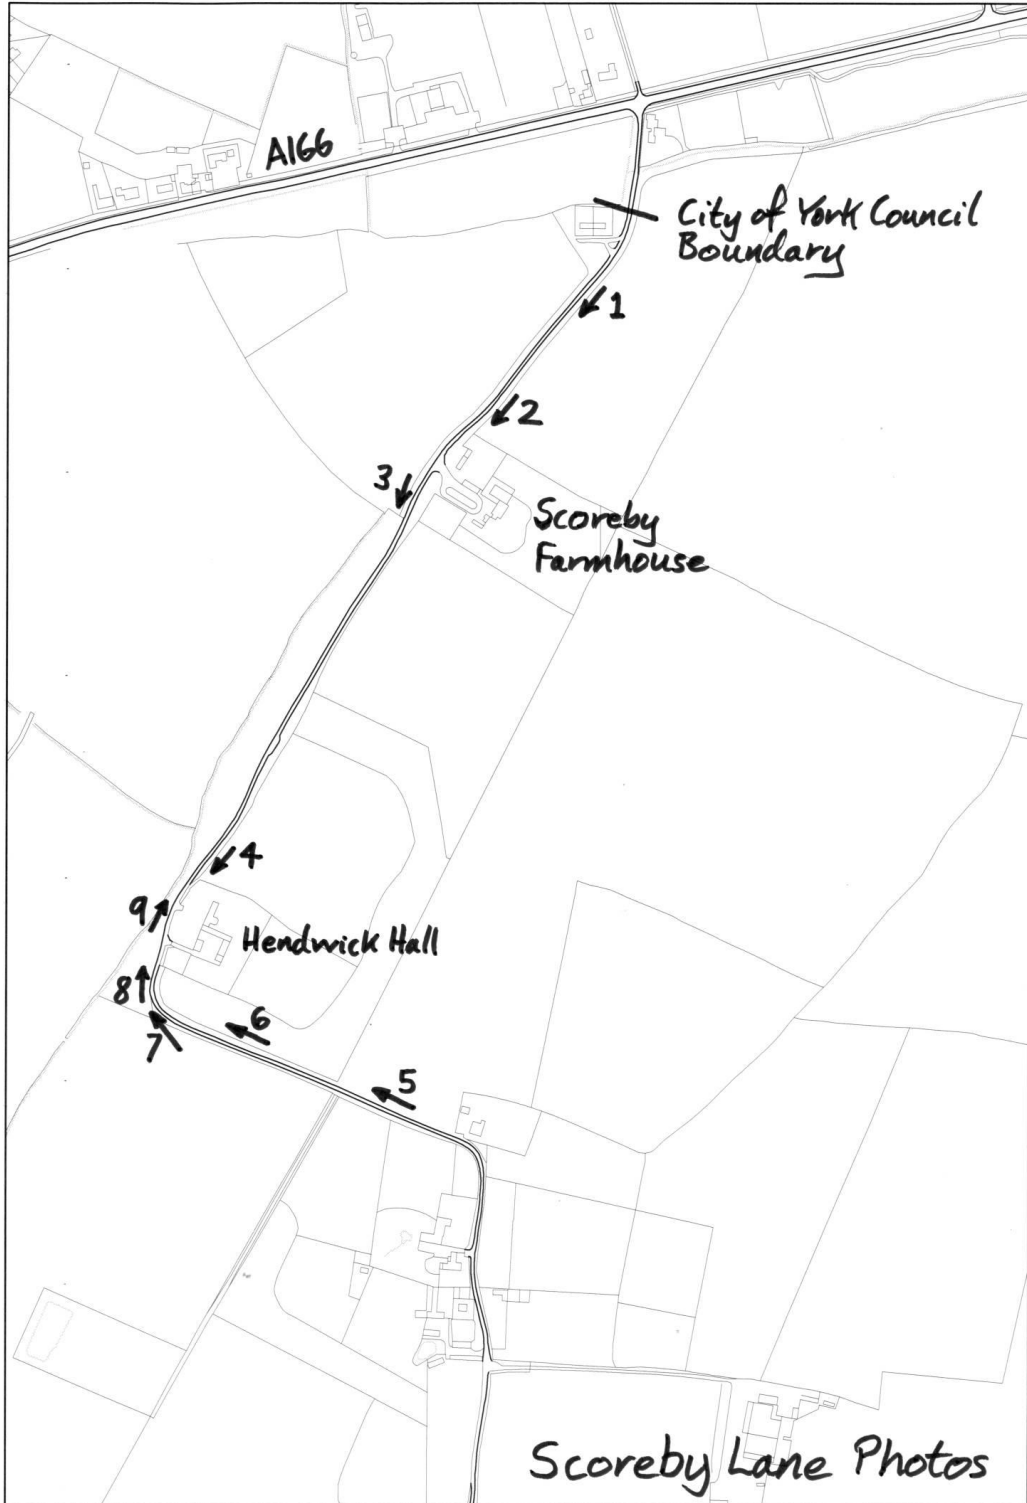 A166
City of York Council
Boundary
1
2
3
Scoreby
Farmhouse
4
9
Hendwick Hall
8
6
7
5
Scoreby Lane Photos